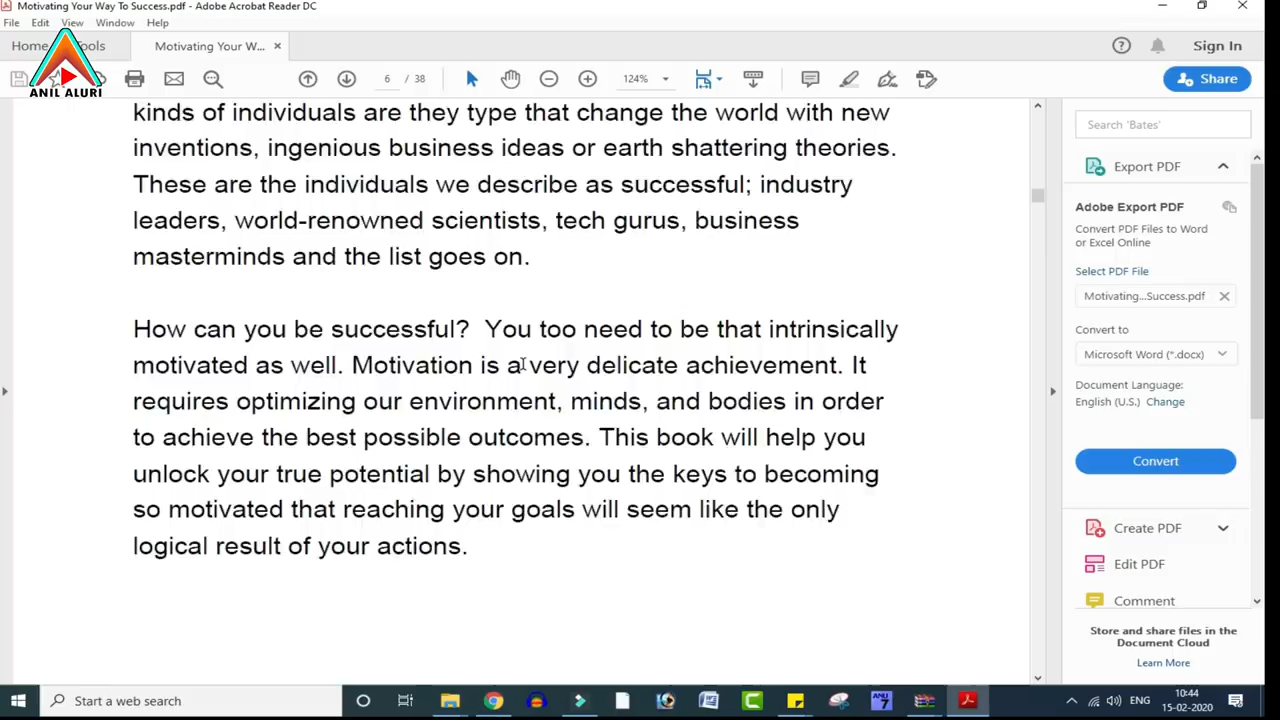 Motivating Your Way To Success.pdf - Adobe Acrobat Reader DC
File Edit View Window Help
Home Tools Motivating Your W... ×
Sign In
ANIL ALURI
6 / 38 124% Share
kinds of individuals are they type that change the world with new
inventions, ingenious business ideas or earth shattering theories.
These are the individuals we describe as successful; industry
leaders, world-renowned scientists, tech gurus, business
masterminds and the list goes on.
How can you be successful? You too need to be that intrinsically
motivated as well. Motivation is a very delicate achievement. It
requires optimizing our environment, minds, and bodies in order
to achieve the best possible outcomes. This book will help you
unlock your true potential by showing you the keys to becoming
so motivated that reaching your goals will seem like the only
logical result of your actions.
Search 'Bates'
Export PDF
Adobe Export PDF
Convert PDF Files to Word
or Excel Online
Select PDF File
Motivating...Success.pdf
Convert to
Microsoft Word (*.docx)
Document Language:
English (U.S.) Change
Convert
Create PDF
Edit PDF
Comment
Store and share files in the
Document Cloud
Learn More
Start a web search
ANU
7
ENG
10:44
15-02-2020